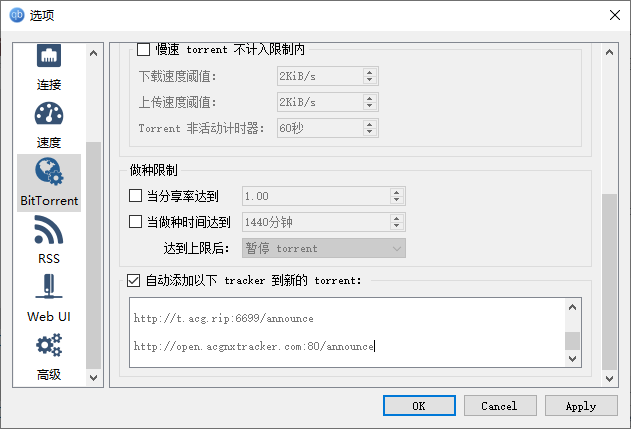 qb 选项
慢速 torrent 不计入限制内
连接
下载速度阈值: 2KiB/s
上传速度阈值: 2KiB/s
速度
Torrent 非活动计时器: 60秒
BitTorrent
做种限制
当分享率达到 1.00
当做种时间达到 1440分钟
达到上限后: 暂停 torrent
RSS
自动添加以下 tracker 到新的 torrent:
Web UI
http://t.acg.rip:6699/announce
http://open.acgnxtracker.com:80/announce
高级
OK Cancel Apply